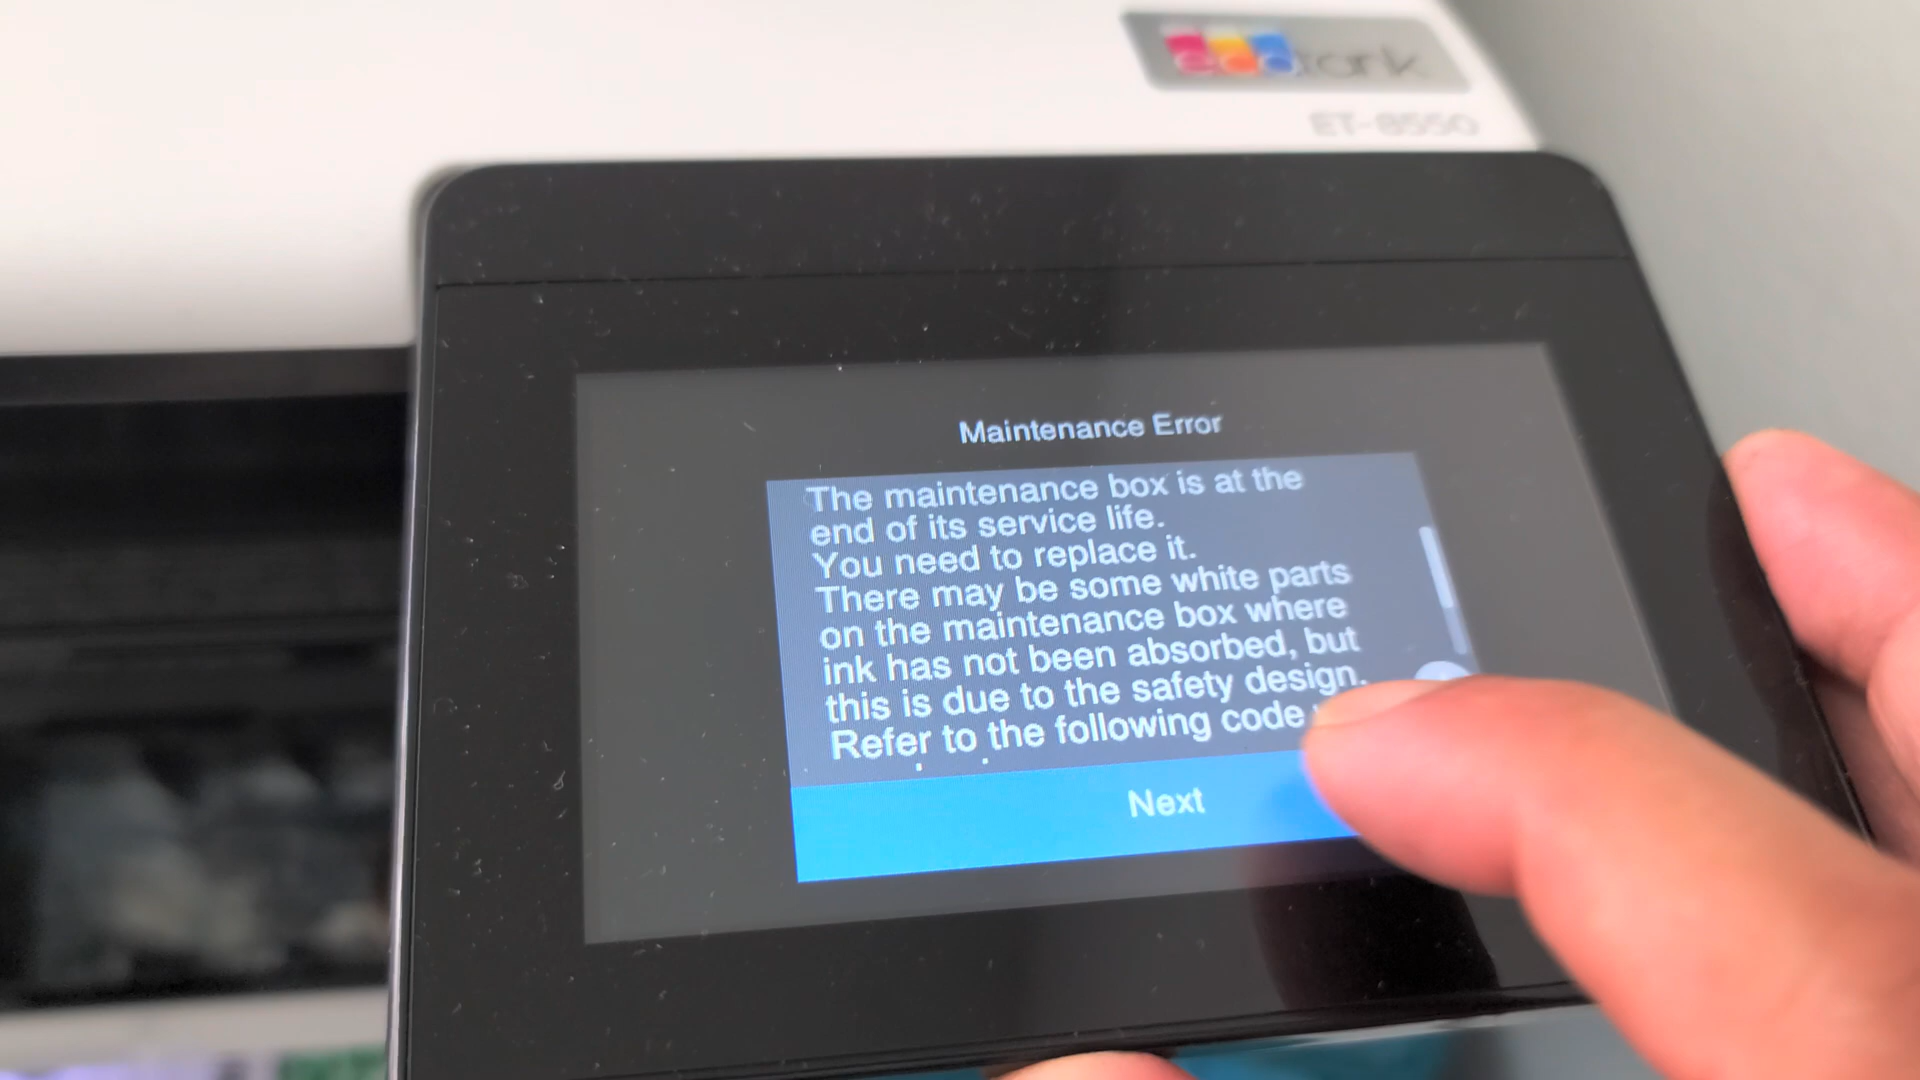 ecotank
ET-8550
Maintenance Error
The maintenance box is at the
end of its service life.
You need to replace it.
There may be some white parts
on the maintenance box where
ink has not been absorbed, but
this is due to the safety design.
Refer to the following code
Next